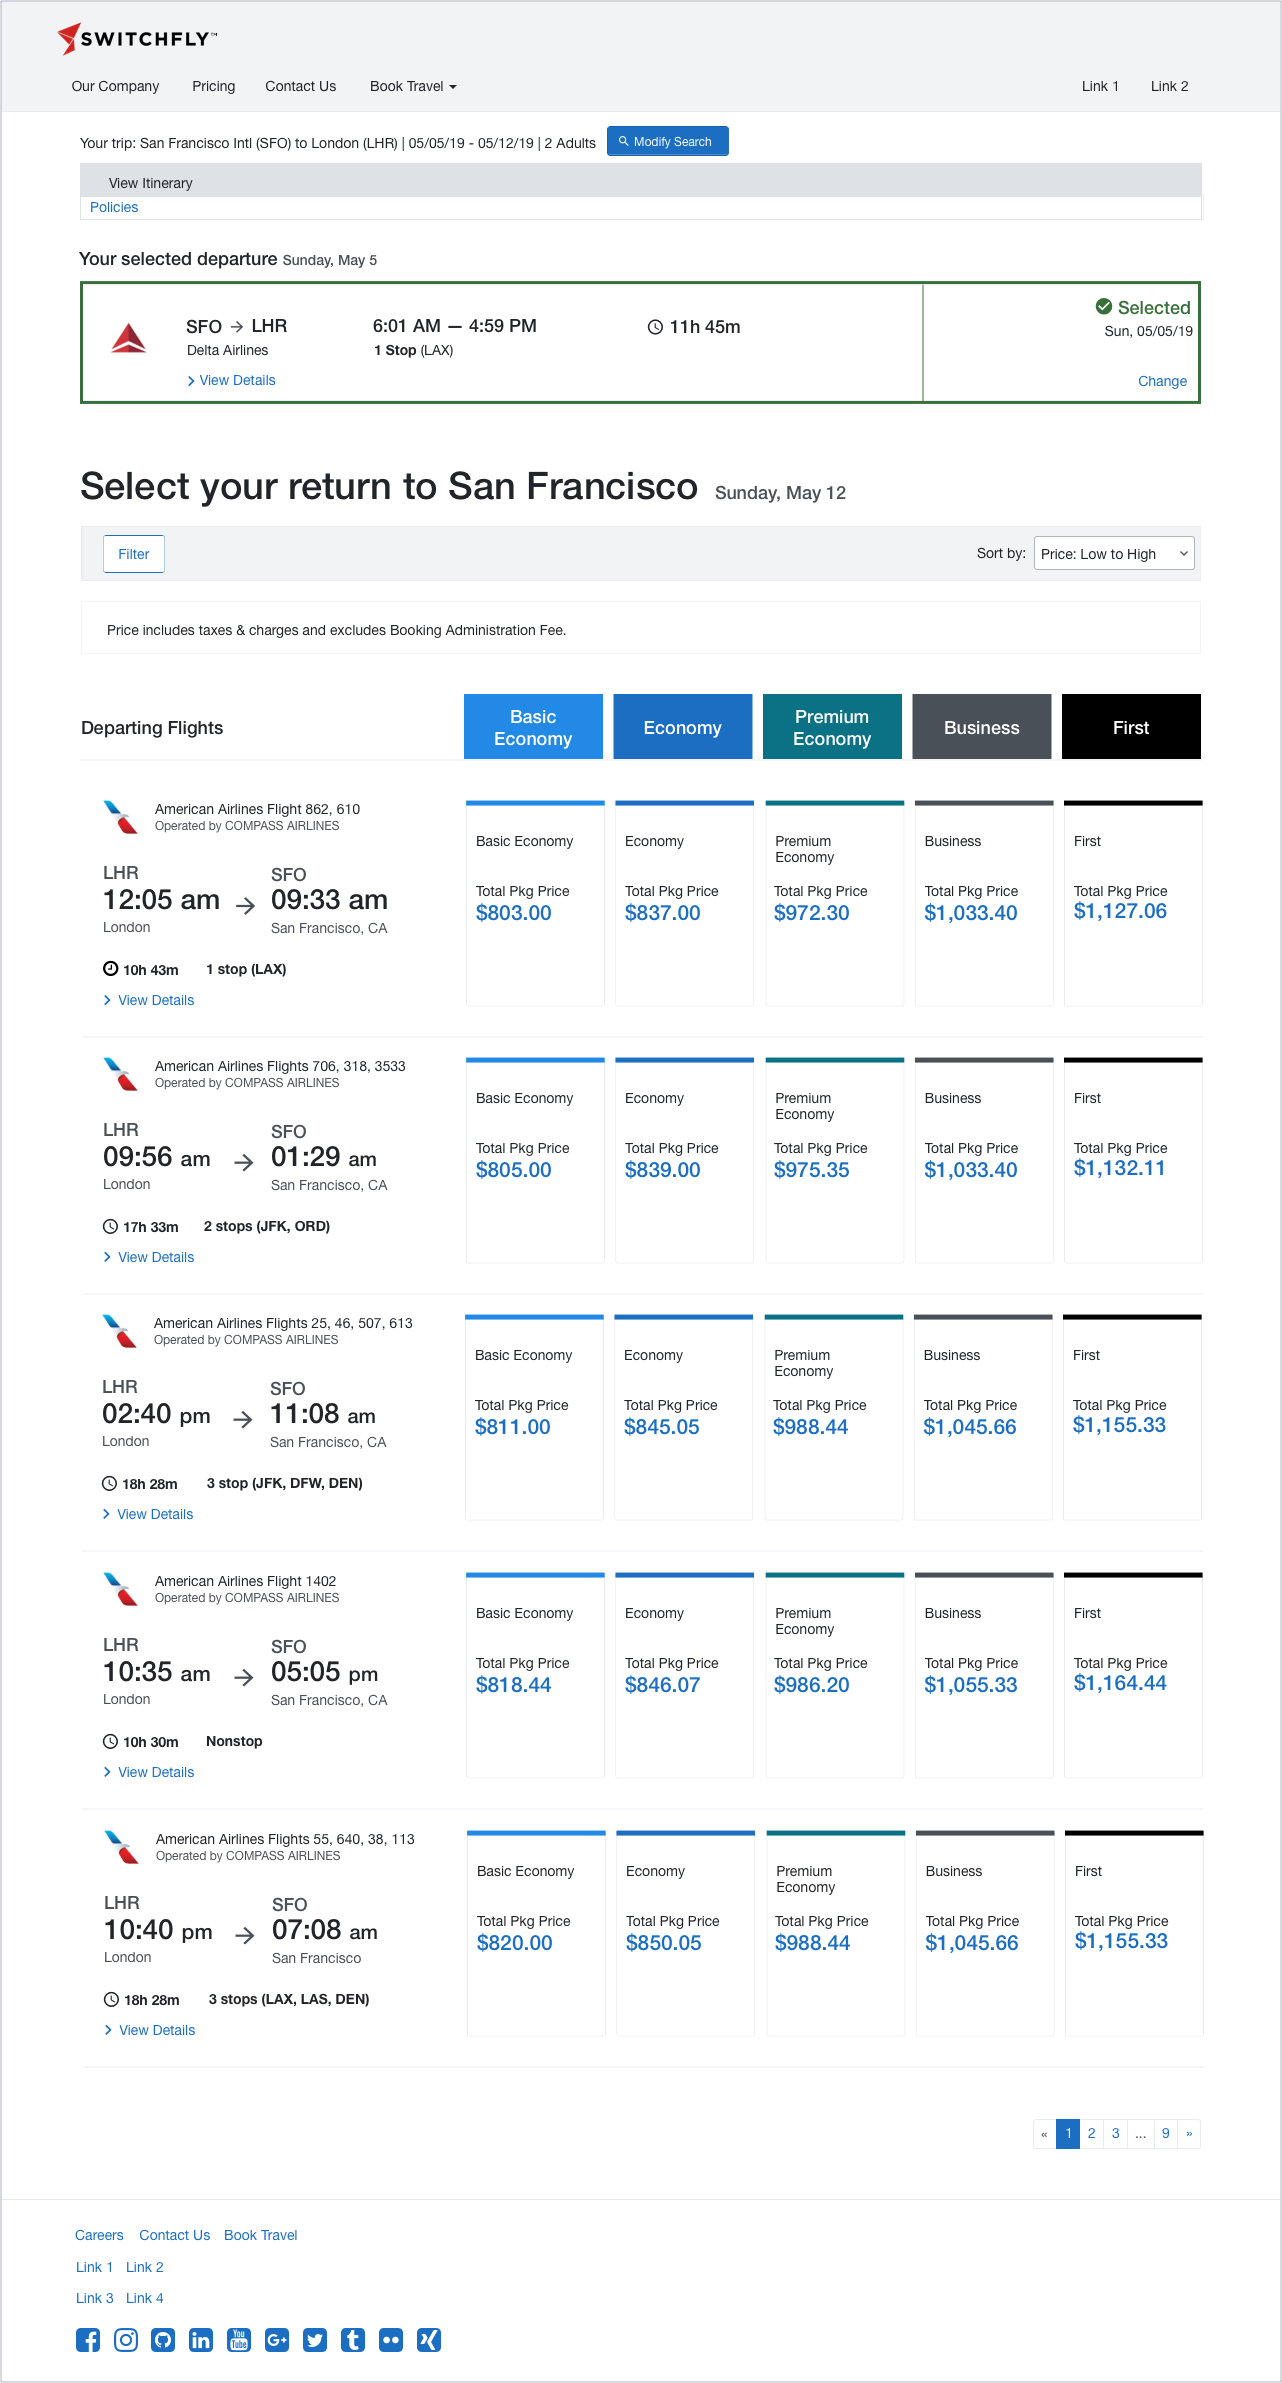 SWITCHFLY™
Our Company Pricing Contact Us Book Travel Link 1 Link 2
Your trip: San Francisco Intl (SFO) to London (LHR) | 05/05/19 - 05/12/19 | 2 Adults Modify Search
View Itinerary
Policies
Your selected departure Sunday, May 5
Selected
SFO → LHR 6:01 AM — 4:59 PM 11h 45m
Sun, 05/05/19
Delta Airlines 1 Stop (LAX)
View Details Change
Select your return to San Francisco Sunday, May 12
Filter Sort by: Price: Low to High
Price includes taxes & charges and excludes Booking Administration Fee.
Departing Flights Basic Economy Economy Premium Economy Business First
American Airlines Flight 862, 610
Operated by COMPASS AIRLINES
Basic Economy Economy Premium Economy Business First
LHR SFO
12:05 am → 09:33 am
London San Francisco, CA
Total Pkg Price Total Pkg Price Total Pkg Price Total Pkg Price Total Pkg Price
$803.00 $837.00 $972.30 $1,033.40 $1,127.06
10h 43m 1 stop (LAX)
View Details
American Airlines Flights 706, 318, 3533
Operated by COMPASS AIRLINES
Basic Economy Economy Premium Economy Business First
LHR SFO
09:56 am → 01:29 am
London San Francisco, CA
Total Pkg Price Total Pkg Price Total Pkg Price Total Pkg Price Total Pkg Price
$805.00 $839.00 $975.35 $1,033.40 $1,132.11
17h 33m 2 stops (JFK, ORD)
View Details
American Airlines Flights 25, 46, 507, 613
Operated by COMPASS AIRLINES
Basic Economy Economy Premium Economy Business First
LHR SFO
02:40 pm → 11:08 am
London San Francisco, CA
Total Pkg Price Total Pkg Price Total Pkg Price Total Pkg Price Total Pkg Price
$811.00 $845.05 $988.44 $1,045.66 $1,155.33
18h 28m 3 stop (JFK, DFW, DEN)
View Details
American Airlines Flight 1402
Operated by COMPASS AIRLINES
Basic Economy Economy Premium Economy Business First
LHR SFO
10:35 am → 05:05 pm
London San Francisco, CA
Total Pkg Price Total Pkg Price Total Pkg Price Total Pkg Price Total Pkg Price
$818.44 $846.07 $986.20 $1,055.33 $1,164.44
10h 30m Nonstop
View Details
American Airlines Flights 55, 640, 38, 113
Operated by COMPASS AIRLINES
Basic Economy Economy Premium Economy Business First
LHR SFO
10:40 pm → 07:08 am
London San Francisco
Total Pkg Price Total Pkg Price Total Pkg Price Total Pkg Price Total Pkg Price
$820.00 $850.05 $988.44 $1,045.66 $1,155.33
18h 28m 3 stops (LAX, LAS, DEN)
View Details
« 1 2 3 ... 9 »
Careers Contact Us Book Travel
Link 1 Link 2
Link 3 Link 4
in You Tube G+